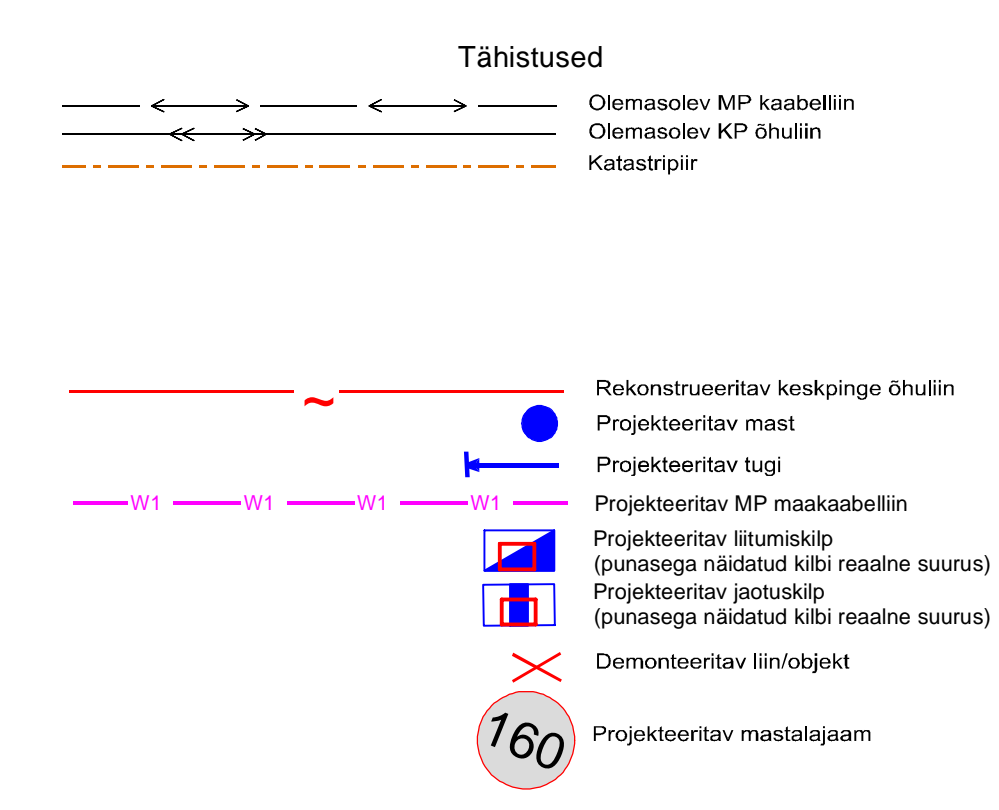 Tähistused
Olemasolev MP kaabelliin
Olemasolev KP õhuliin
Katastripiir
~ Rekonstrueeritav keskpinge õhuliin
Projekteeritav mast
Projekteeritav tugi
W1 W1 W1 W1 Projekteeritav MP maakaabelliin
Projekteeritav liitumiskilp
(punasega näidatud kilbi reaalne suurus)
Projekteeritav jaotuskilp
(punasega näidatud kilbi reaalne suurus)
Demonteeritav liin/objekt
160 Projekteeritav mastalajaam